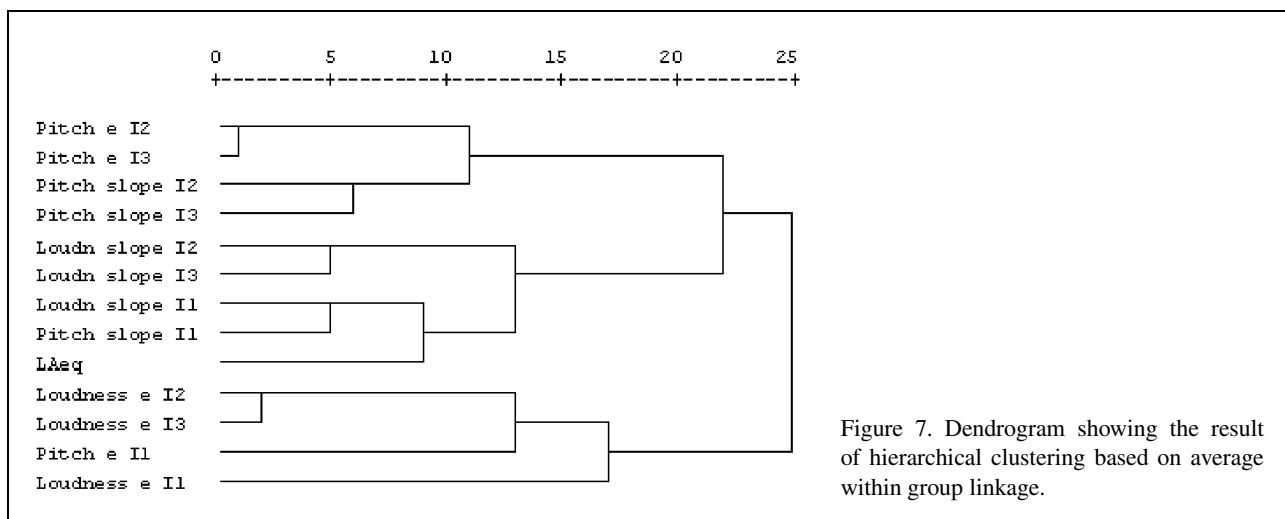 0 5 10 15 20 25
+---------+---------+---------+---------+---------+
Pitch e I2
Pitch e I3
Pitch slope I2
Pitch slope I3
Loudn slope I2
Loudn slope I3
Loudn slope I1
Pitch slope I1
LAeq
Loudness e I2
Loudness e I3
Pitch e I1
Loudness e I1
Figure 7. Dendrogram showing the result
of hierarchical clustering based on average
within group linkage.